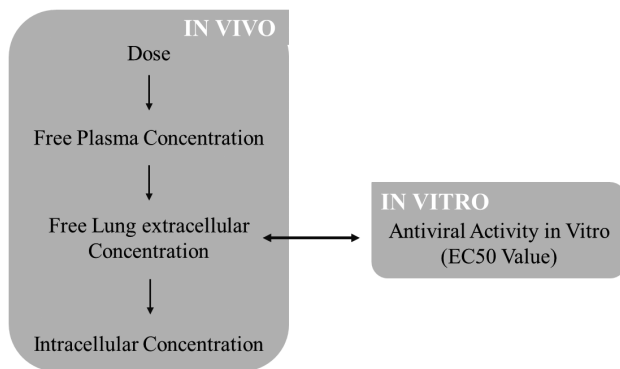 IN VIVO
Dose
Free Plasma Concentration
Free Lung extracellular
Concentration
Intracellular Concentration
IN VITRO
Antiviral Activity in Vitro
(EC50 Value)